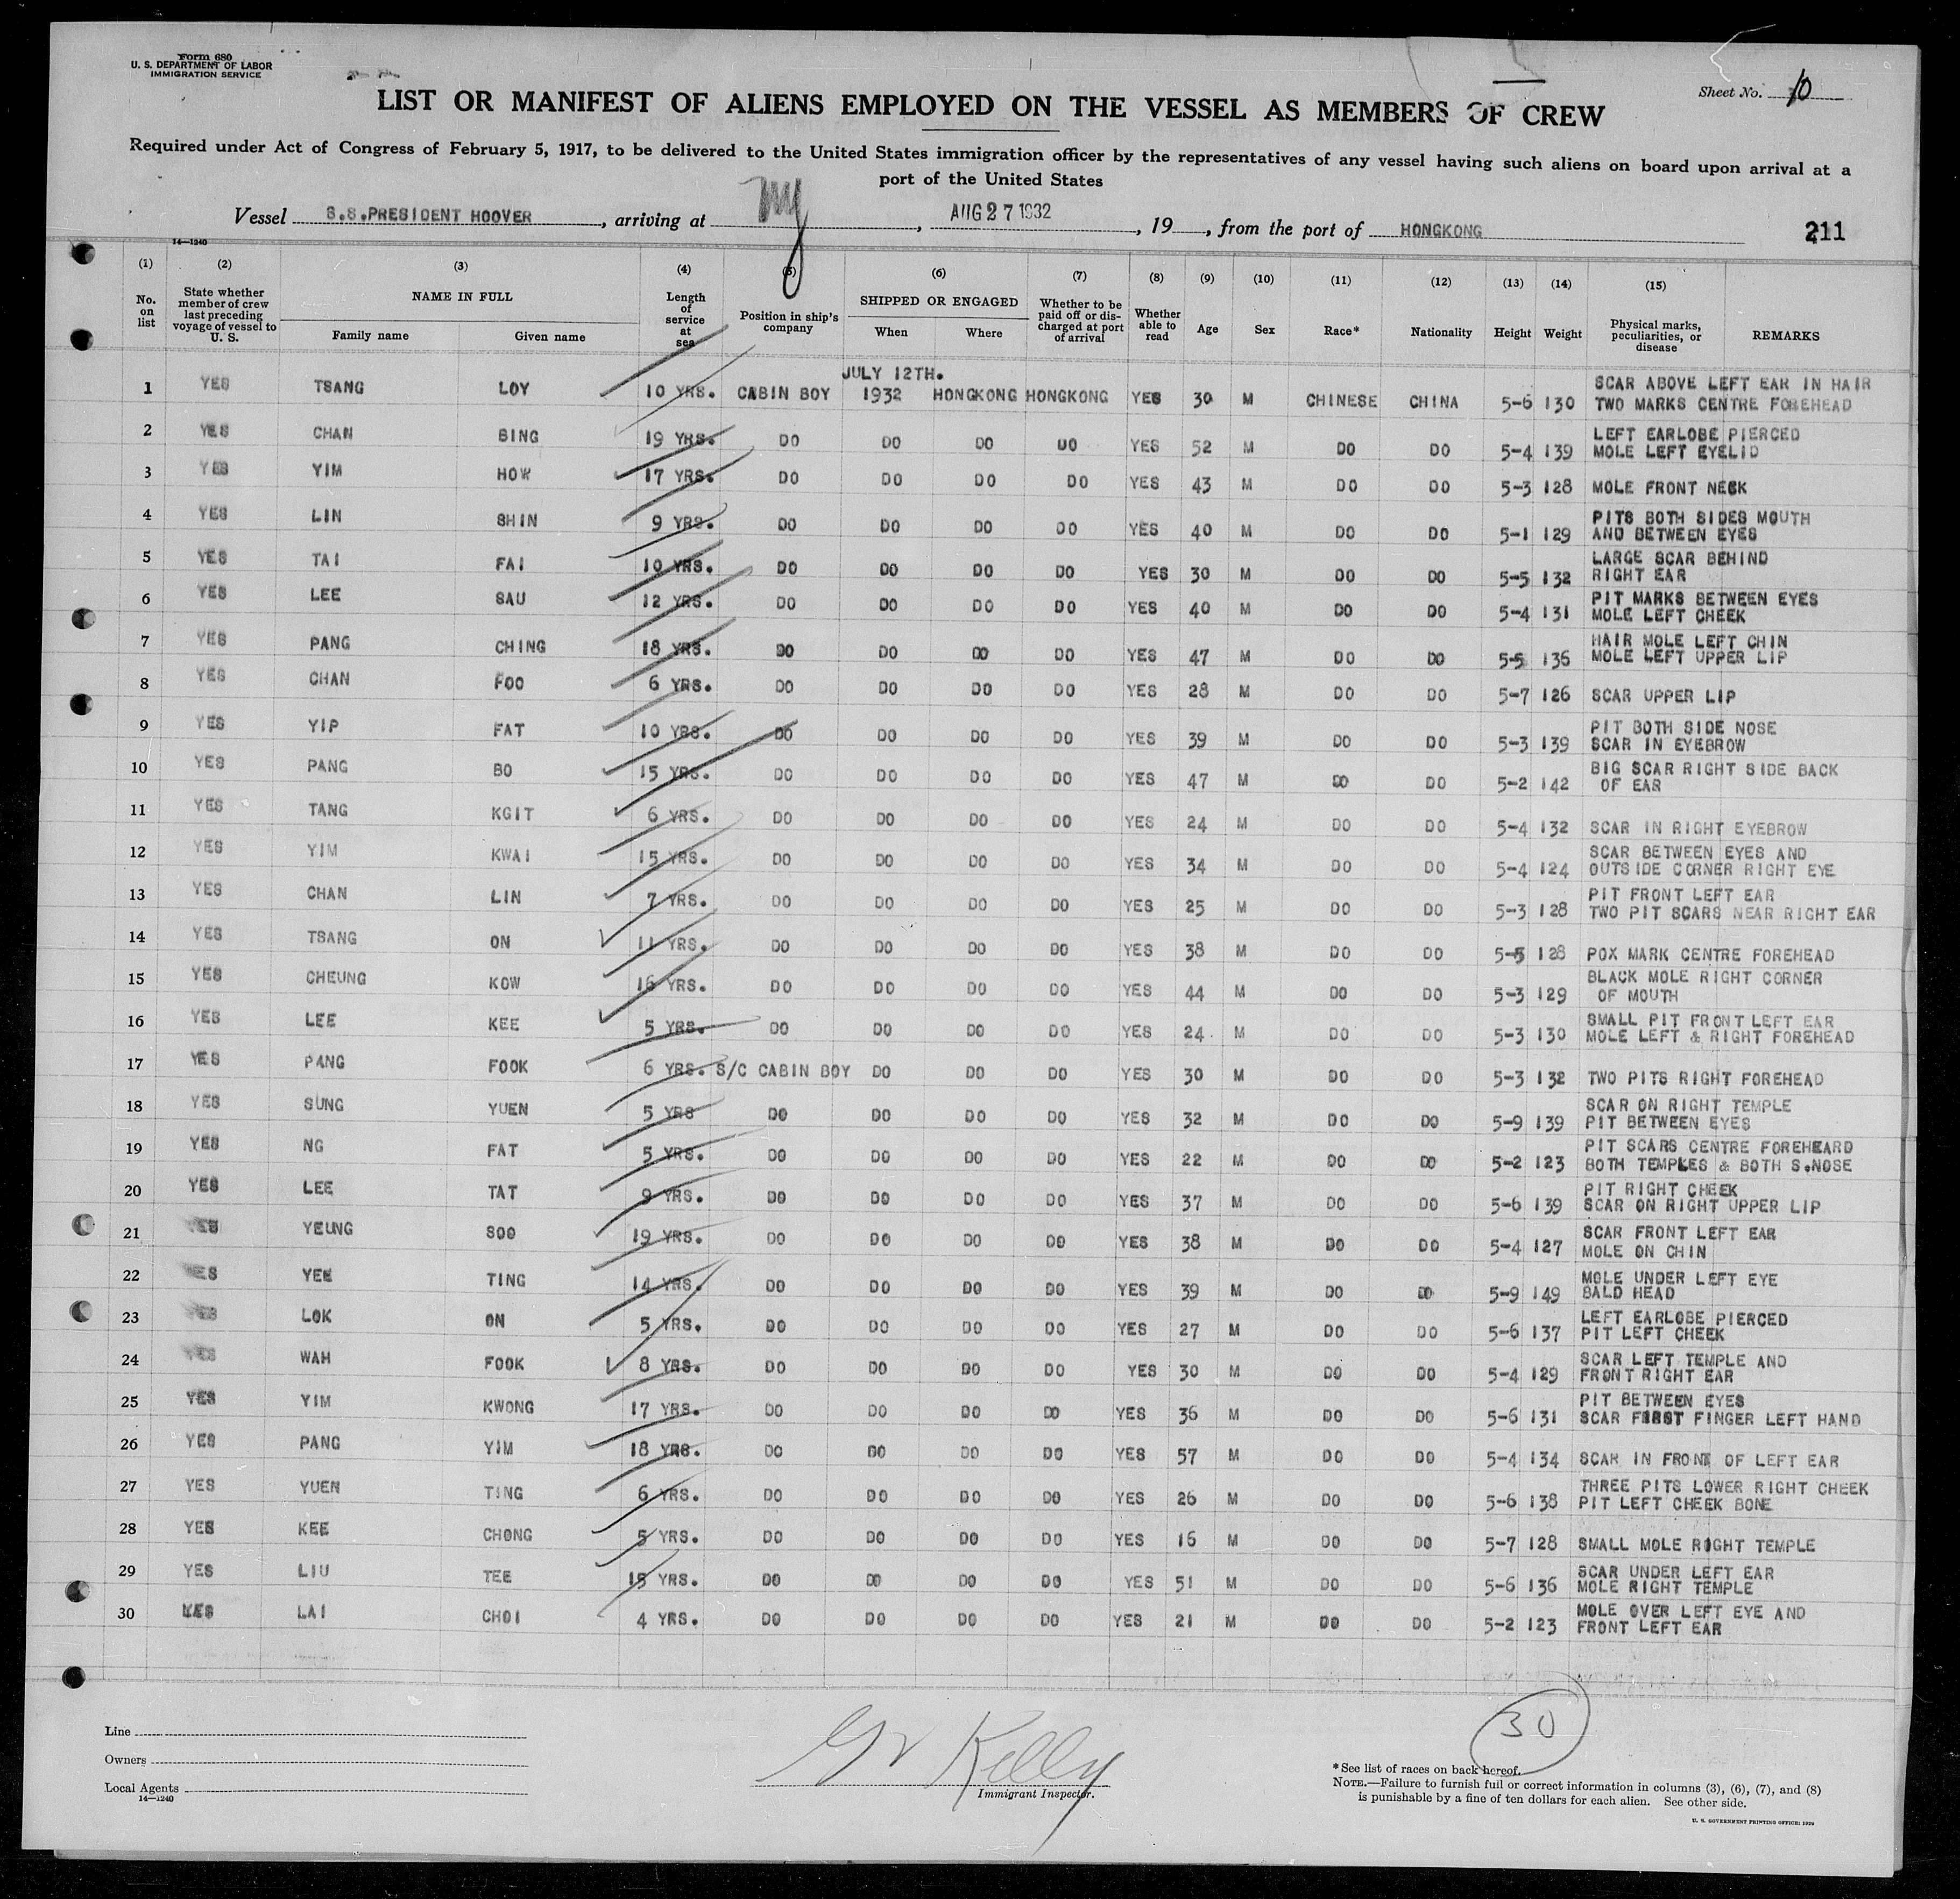 Form 680
U. S. DEPARTMENT OF LABOR
IMMIGRATION SERVICE
Sheet No. 10
LIST OR MANIFEST OF ALIENS EMPLOYED ON THE VESSEL AS MEMBERS OF CREW
Required under Act of Congress of February 5, 1917, to be delivered to the United States immigration officer by the representatives of any vessel having such aliens on board upon arrival at a
port of the United States
Vessel S.S.PRESIDENT HOOVER, arriving at NY, AUG 27 1932, 19 , from the port of HONGKONG 211
14—1240
(1) (2) (3) (4) (5) (6) (7) (8) (9) (10) (11) (12) (13) (14) (15)
No. on list State whether member of crew last preceding voyage of vessel to U. S. NAME IN FULL Family name Given name Length of service at sea Position in ship's company SHIPPED OR ENGAGED When Where Whether to be paid off or discharged at port of arrival Whether able to read Age Sex Race* Nationality Height Weight Physical marks, peculiarities, or disease REMARKS
1 YES TSANG LOY 10 YRS. CABIN BOY JULY 12TH. 1932 HONGKONG HONGKONG YES 30 M CHINESE CHINA 5-6 130 SCAR ABOVE LEFT EAR IN HAIR TWO MARKS CENTRE FOREHEAD
2 YES CHAN BING 19 YRS. DO DO DO DO YES 52 M DO DO 5-4 139 LEFT EARLOBE PIERCED MOLE LEFT EYELID
3 YES YIM HOW 17 YRS. DO DO DO DO YES 43 M DO DO 5-3 128 MOLE FRONT NECK
4 YES LIN SHIN 9 YRS. DO DO DO DO YES 40 M DO DO 5-1 129 PITS BOTH SIDES MOUTH AND BETWEEN EYES
5 YES TAI FAI 10 YRS. DO DO DO DO YES 30 M DO DO 5-5 132 LARGE SCAR BEHIND RIGHT EAR
6 YES LEE SAU 12 YRS. DO DO DO DO YES 40 M DO DO 5-4 131 PIT MARKS BETWEEN EYES MOLE LEFT CHEEK
7 YES PANG CHING 18 YRS. DO DO DO DO YES 47 M DO DO 5-5 136 HAIR MOLE LEFT CHIN MOLE LEFT UPPER LIP
8 YES CHAN FOO 6 YRS. DO DO DO DO YES 28 M DO DO 5-7 126 SCAR UPPER LIP
9 YES YIP FAT 10 YRS. DO DO DO DO YES 39 M DO DO 5-3 139 PIT BOTH SIDE NOSE SCAR IN EYEBROW
10 YES PANG BO 15 YRS. DO DO DO DO YES 47 M DO DO 5-2 142 BIG SCAR RIGHT SIDE BACK OF EAR
11 YES TANG KGIT 6 YRS. DO DO DO DO YES 24 M DO DO 5-4 132 SCAR IN RIGHT EYEBROW
12 YES YIM KWAI 15 YRS. DO DO DO DO YES 34 M DO DO 5-4 124 SCAR BETWEEN EYES AND OUTSIDE CORNER RIGHT EYE
13 YES CHAN LIN 7 YRS. DO DO DO DO YES 25 M DO DO 5-3 128 PIT FRONT LEFT EAR TWO PIT SCARS NEAR RIGHT EAR
14 YES TSANG ON 11 YRS. DO DO DO DO YES 38 M DO DO 5-5 128 POX MARK CENTRE FOREHEAD
15 YES CHEUNG KOW 16 YRS. DO DO DO DO YES 44 M DO DO 5-3 129 BLACK MOLE RIGHT CORNER OF MOUTH
16 YES LEE KEE 5 YRS. DO DO DO DO YES 24 M DO DO 5-3 130 SMALL PIT FRONT LEFT EAR MOLE LEFT & RIGHT FOREHEAD
17 YES PANG FOOK 6 YRS. S/C CABIN BOY DO DO DO YES 30 M DO DO 5-3 132 TWO PITS RIGHT FOREHEAD
18 YES SUNG YUEN 5 YRS DO DO DO DO YES 32 M DO DO 5-9 139 SCAR ON RIGHT TEMPLE PIT BETWEEN EYES
19 YES NG FAT 5 YRS. DO DO DO DO YES 22 M DO DO 5-2 123 PIT SCARS CENTRE FOREHEARD BOTH TEMPLES & BOTH S.NOSE
20 YES LEE TAT 9 YRS. DO DO DO DO YES 37 M DO DO 5-6 139 PIT RIGHT CHEEK SCAR ON RIGHT UPPER LIP
21 YES YEUNG SOO 19 YRS. DO DO DO DO YES 38 M DO DO 5-4 127 SCAR FRONT LEFT EAR MOLE ON CHIN
22 YES YEE TING 14 YRS. DO DO DO DO YES 39 M DO DO 5-9 149 MOLE UNDER LEFT EYE BALD HEAD
23 YES LOK ON 5 YRS. DO DO DO DO YES 27 M DO DO 5-6 137 LEFT EARLOBE PIERCED PIT LEFT CHEEK
24 YES WAH FOOK 8 YRS. DO DO DO DO YES 30 M DO DO 5-4 129 SCAR LEFT TEMPLE AND FRONT RIGHT EAR
25 YES YIM KWONG 17 YRS. DO DO DO DO YES 36 M DO DO 5-6 131 PIT BETWEEN EYES SCAR FIRST FINGER LEFT HAND
26 YES PANG YIM 18 YRS. DO DO DO DO YES 57 M DO DO 5-4 134 SCAR IN FRONT OF LEFT EAR
27 YES YUEN TING 6 YRS. DO DO DO DO YES 26 M DO DO 5-6 138 THREE PITS LOWER RIGHT CHEEK PIT LEFT CHEEK BONE
28 YES KEE CHONG 5 YRS. DO DO DO DO YES 16 M DO DO 5-7 128 SMALL MOLE RIGHT TEMPLE
29 YES LIU TEE 15 YRS. DO DO DO DO YES 51 M DO DO 5-6 136 SCAR UNDER LEFT EAR MOLE RIGHT TEMPLE
30 YES LAI CHOI 4 YRS. DO DO DO DO YES 21 M DO DO 5-2 123 MOLE OVER LEFT EYE AND FRONT LEFT EAR
30
Line
Owners
Local Agents
14—1240
Kelly
Immigrant Inspector.
*See list of races on back hereof.
NOTE.—Failure to furnish full or correct information in columns (3), (6), (7), and (8)
is punishable by a fine of ten dollars for each alien. See other side.
U. S. GOVERNMENT PRINTING OFFICE: 1929